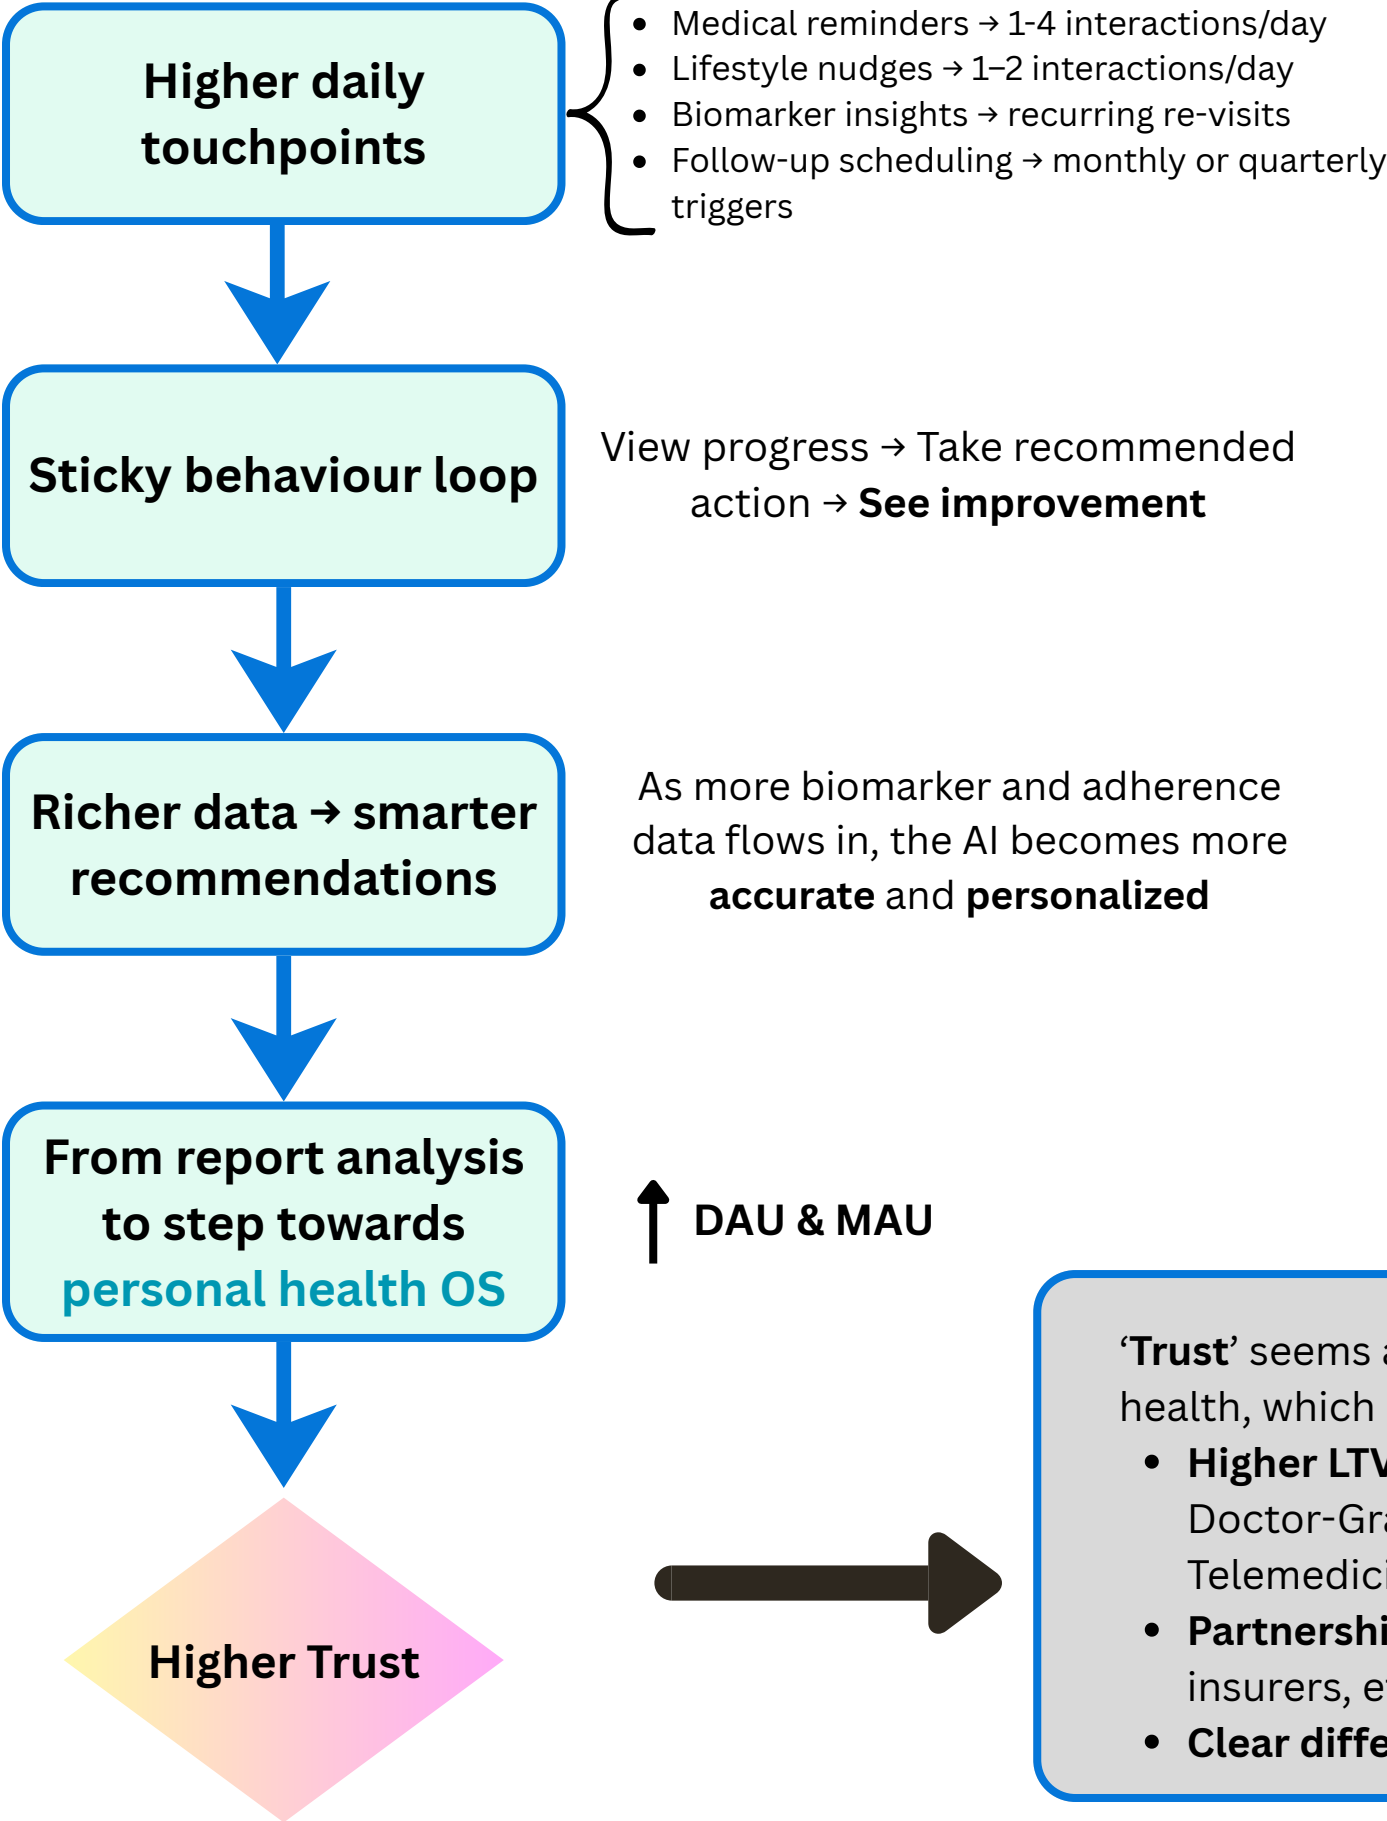 Higher daily
touchpoints
• Medical reminders → 1-4 interactions/day
• Lifestyle nudges → 1–2 interactions/day
• Biomarker insights → recurring re-visits
• Follow-up scheduling → monthly or quarterly
triggers
Sticky behaviour loop
View progress → Take recommended
action → See improvement
Richer data → smarter
recommendations
As more biomarker and adherence
data flows in, the AI becomes more
accurate and personalized
From report analysis
to step towards
personal health OS
DAU & MAU
Higher Trust
‘Trust’ seems
health, which
• Higher LTV
Doctor-
insurers,
• Clear